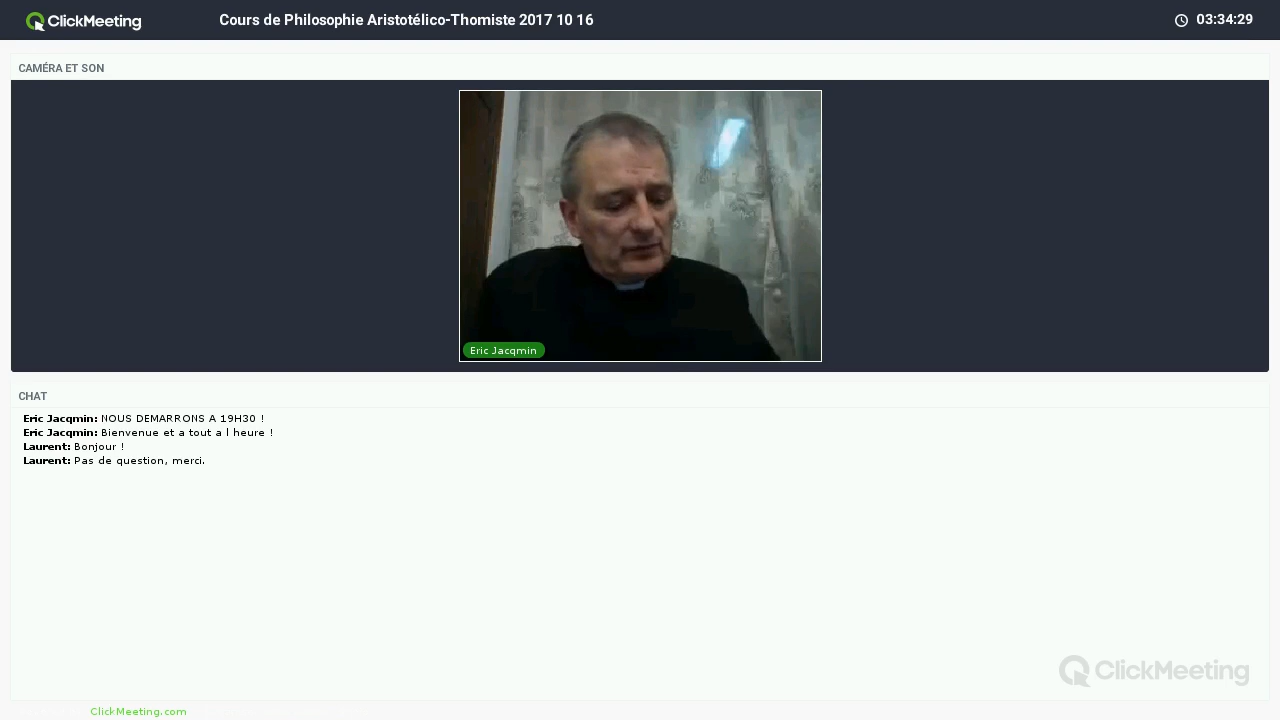 ClickMeeting
Cours de Philosophie Aristotélico-Thomiste 2017 10 16
03:34:29
CAMÉRA ET SON
Eric Jacqmin
CHAT
Eric Jacqmin: NOUS DEMARRONS A 19H30 !
Eric Jacqmin: Bienvenue et a tout a l heure !
Laurent: Bonjour !
Laurent: Pas de question, merci.
ClickMeeting
ClickMeeting.com